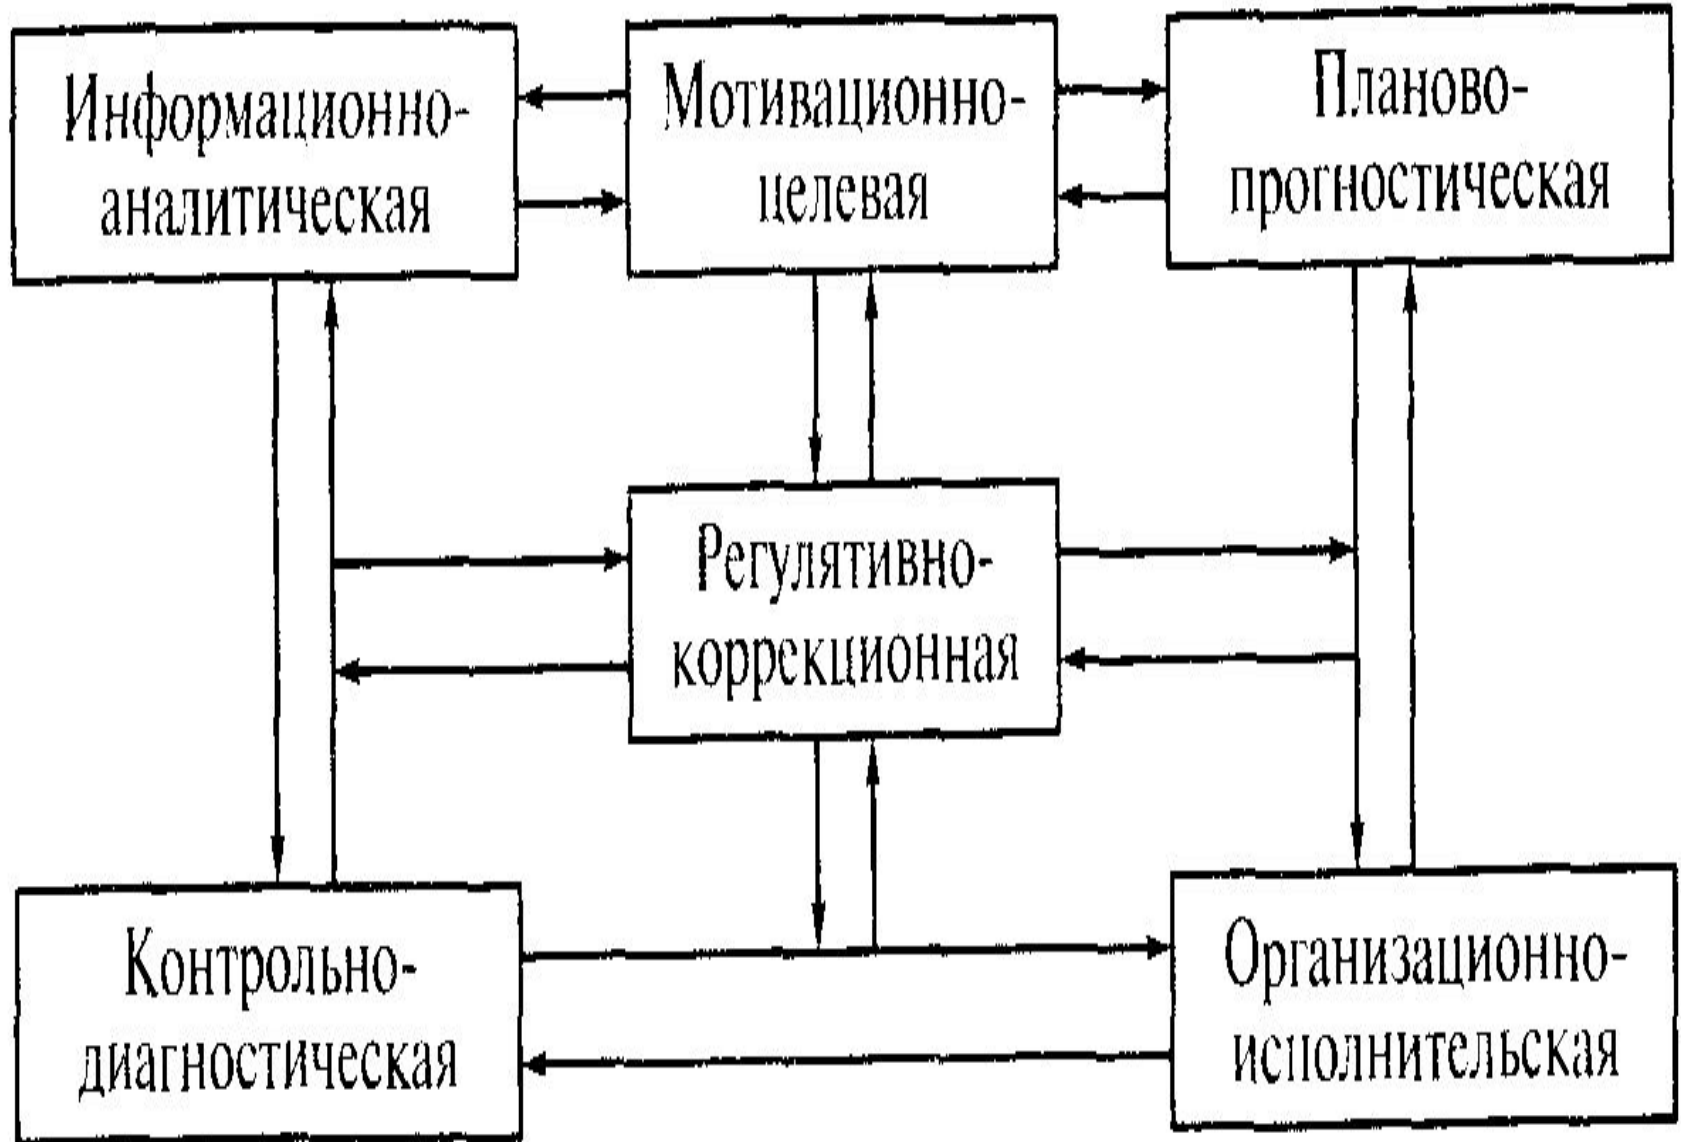 Информационно-
аналитическая
Мотивационно-
целевая
Планово-
прогностическая
Регулятивно-
коррекционная
Контрольно-
диагностическая
Организационно-
исполнительская